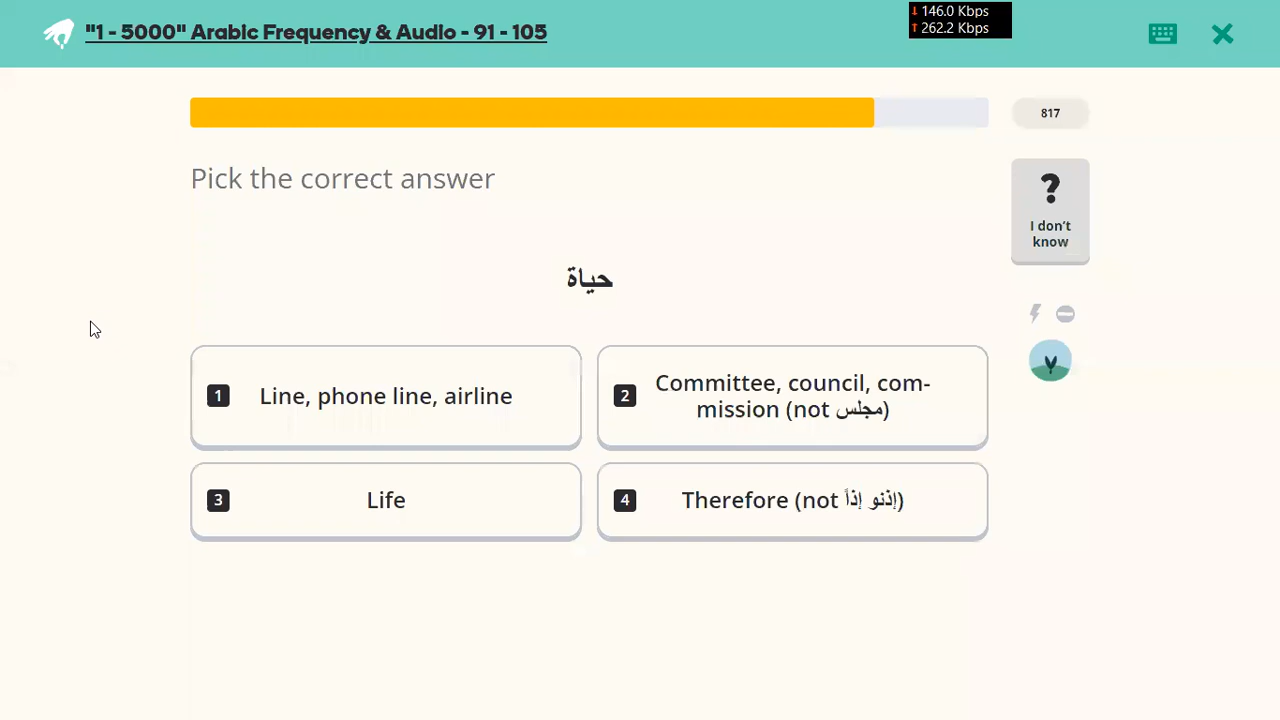 "1 - 5000" Arabic Frequency & Audio - 91 - 105
↓ 146.0 Kbps
↑ 262.2 Kbps
817
Pick the correct answer
?
I don't
know
حياة
1 Line, phone line, airline
2 Committee, council, com-
mission (not مجلس)
3 Life
4 Therefore (not إذنو إذاً)